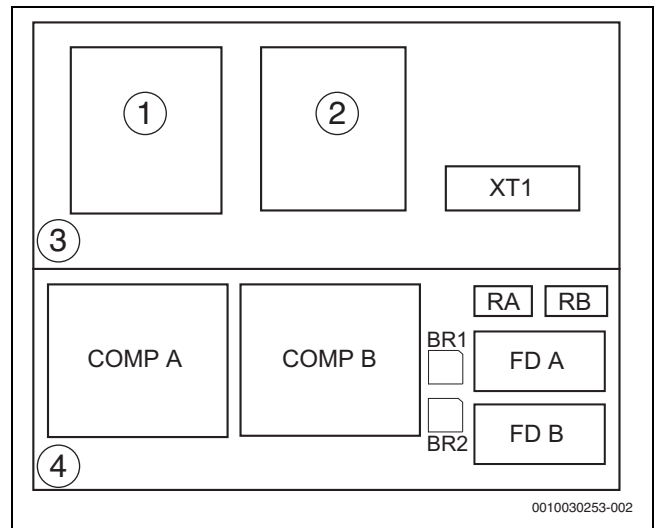 1 2
XT1
3
RA RB
BR1
COMP A COMP B FD A
BR2 FD B
4
0010030253-002